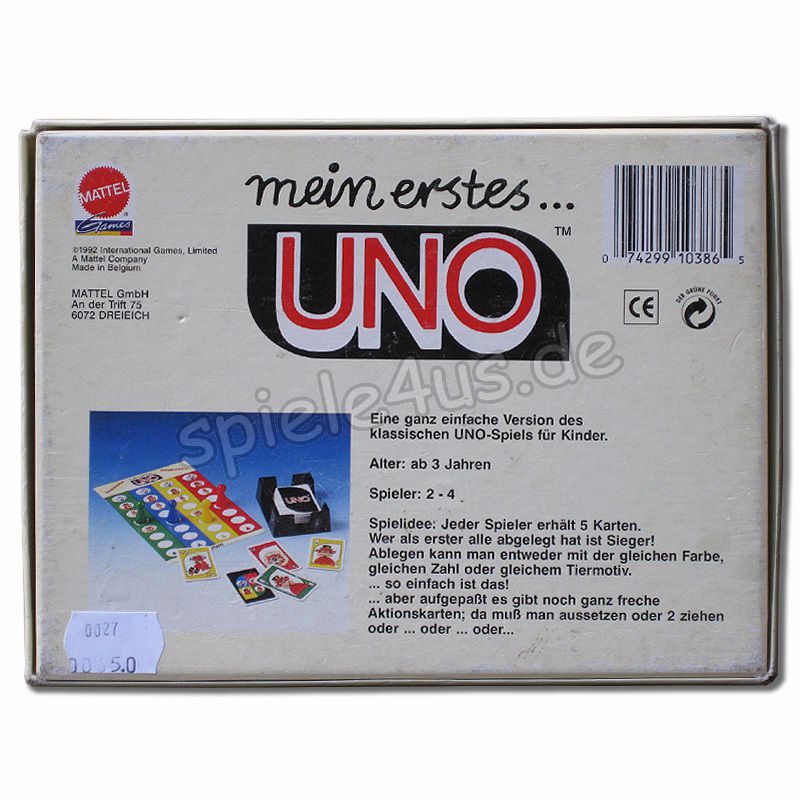 mein erstes...
UNO™
MATTEL
Games
©1992 International Games, Limited
A Mattel Company
Made in Belgium
MATTEL GmbH
An der Trift 75
6072 DREIEICH
0 74299 10386 5
CE
DER GRÜNE PUNKT
spiele4us.de
UNO
UNO
Eine ganz einfache Version des
klassischen UNO-Spiels für Kinder.
Alter: ab 3 Jahren
Spieler: 2 - 4
Spielidee: Jeder Spieler erhält 5 Karten.
Wer als erster alle abgelegt hat ist Sieger!
Ablegen kann man entweder mit der gleichen Farbe,
gleichen Zahl oder gleichem Tiermotiv.
... so einfach ist das!
... aber aufgepaßt es gibt noch ganz freche
Aktionskarten; da muß man aussetzen oder 2 ziehen
oder ... oder ... oder...
0027